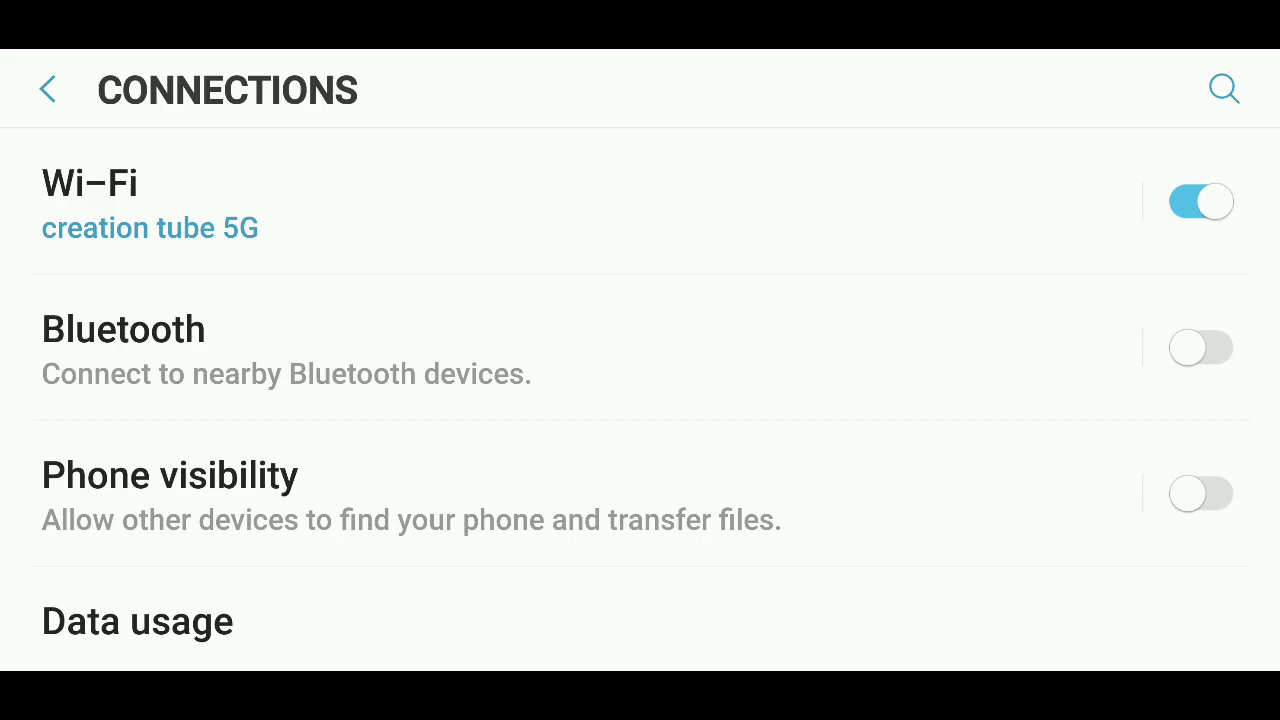 CONNECTIONS
Wi-Fi
creation tube 5G
Bluetooth
Connect to nearby Bluetooth devices.
Phone visibility
Allow other devices to find your phone and transfer files.
Data usage